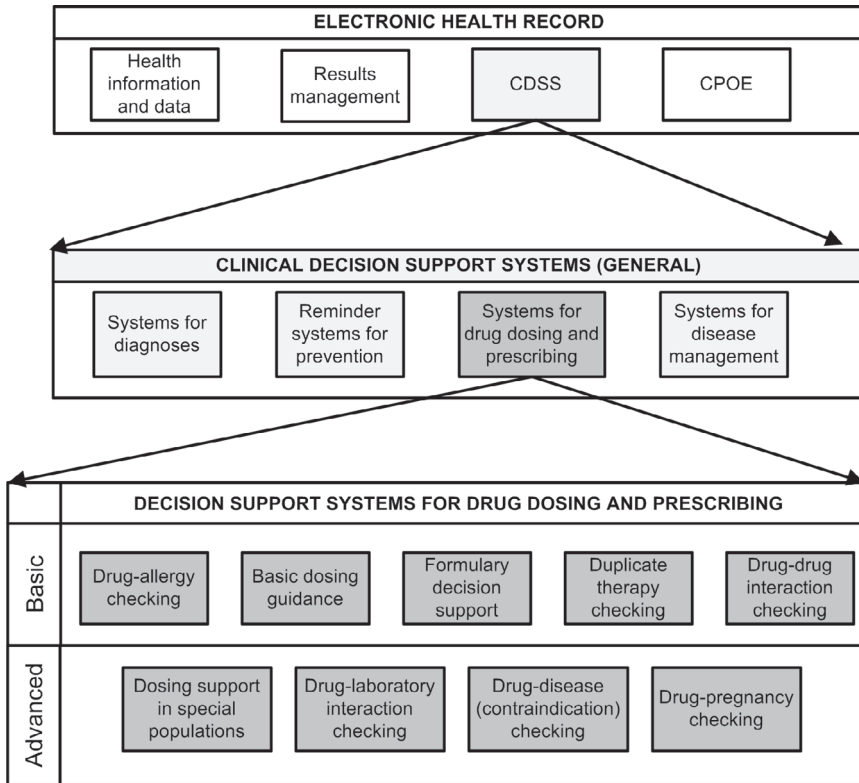 ELECTRONIC HEALTH RECORD
Health
information
and data
Results
management
CDSS
CPOE
CLINICAL DECISION SUPPORT SYSTEMS (GENERAL)
Systems for
diagnoses
Reminder
systems for
prevention
Systems for
drug dosing and
prescribing
Systems for
disease
management
DECISION SUPPORT SYSTEMS FOR DRUG DOSING AND PRESCRIBING
Basic
Drug-allergy
checking
Basic dosing
guidance
Formulary
decision
support
Duplicate
therapy
checking
Drug-drug
interaction
checking
Advanced
Dosing support
in special
populations
Drug-laboratory
interaction
checking
Drug-disease
(contraindication)
checking
Drug-pregnancy
checking